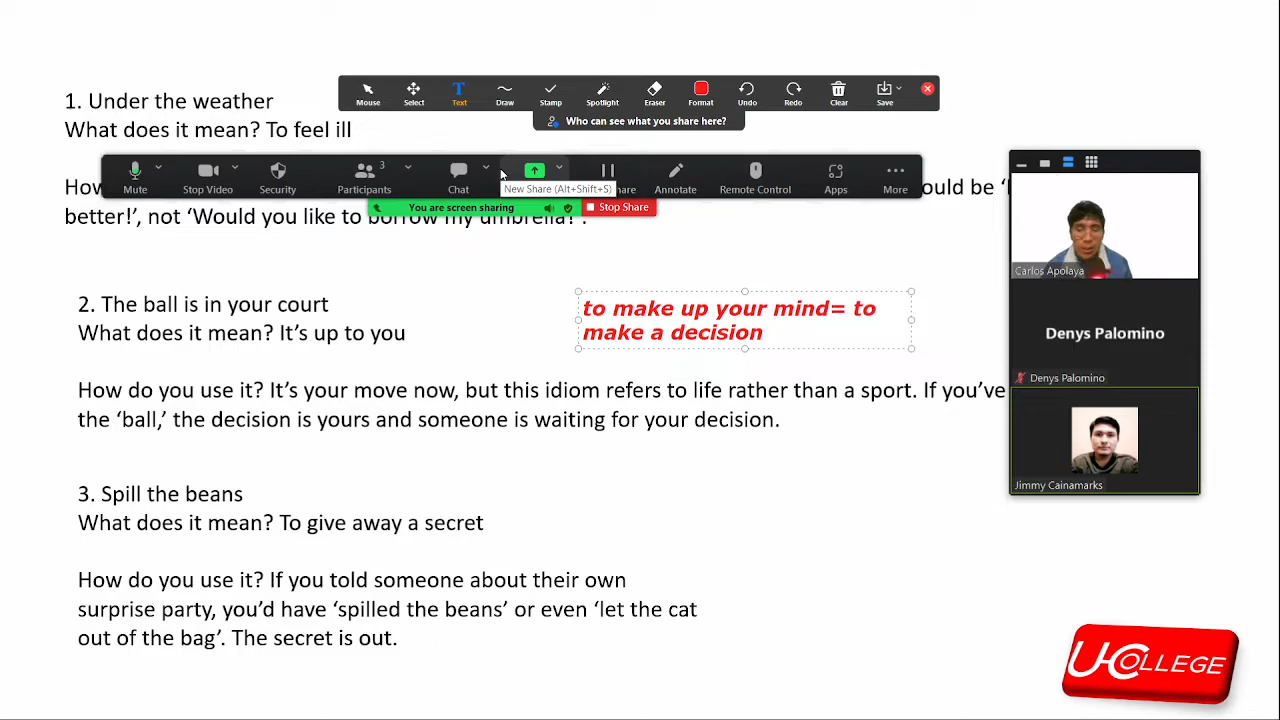 1. Under the weather
What does it mean? To feel ill
Mouse Select Text Draw Stamp Spotlight Eraser Format Undo Redo Clear Save
Who can see what you share here?
Mute Stop Video Security Participants 3 Chat New Share (Alt+Shift+S) Annotate Remote Control Apps More
You are screen sharing Stop Share
better!’, not ‘Would you like to borrow my umbrella?’.
2. The ball is in your court
What does it mean? It’s up to you
to make up your mind= to
make a decision
How do you use it? It’s your move now, but this idiom refers to life rather than a sport. If you’ve
the ‘ball,’ the decision is yours and someone is waiting for your decision.
3. Spill the beans
What does it mean? To give away a secret
How do you use it? If you told someone about their own
surprise party, you’d have ‘spilled the beans’ or even ‘let the cat
out of the bag’. The secret is out.
Carlos Apolaya
Denys Palomino
Denys Palomino
Jimmy Cainamarks
U-COLLEGE